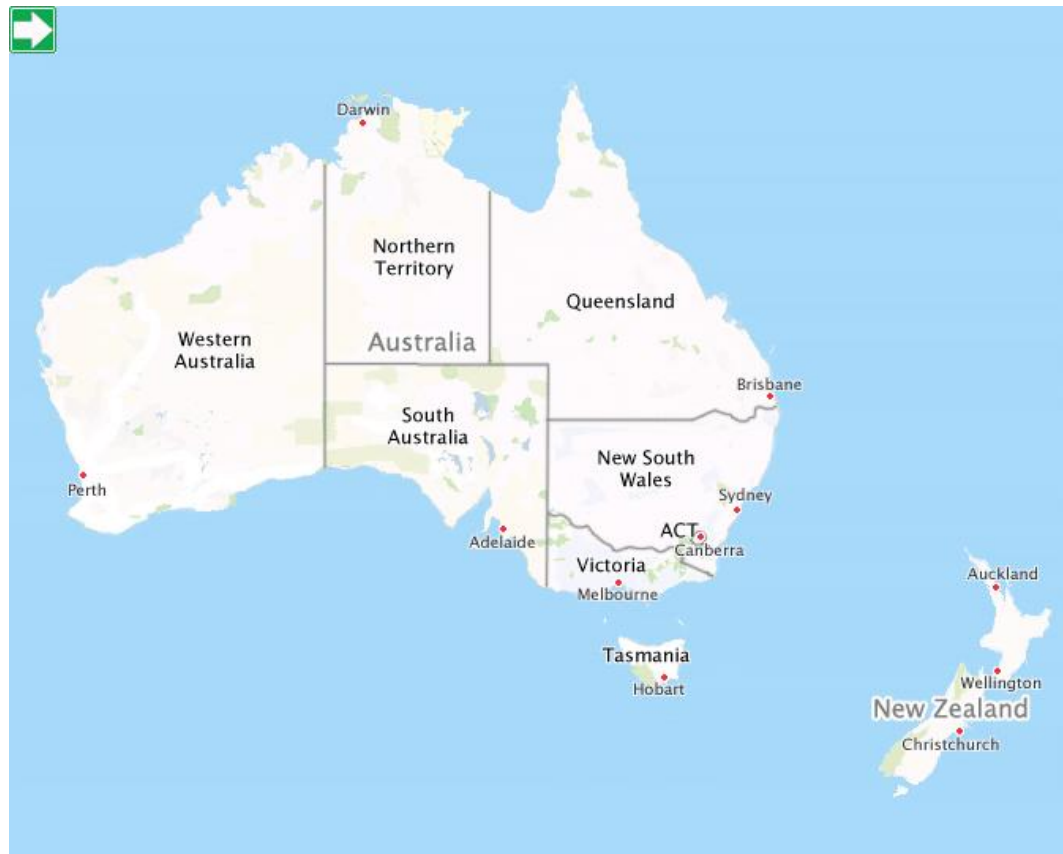 Darwin
Northern
Territory
Queensland
Western
Australia
Australia
Brisbane
South
Australia
New South
Wales
Perth
Sydney
Adelaide
ACT
Canberra
Victoria
Melbourne
Auckland
Tasmania
Hobart
Wellington
New Zealand
Christchurch